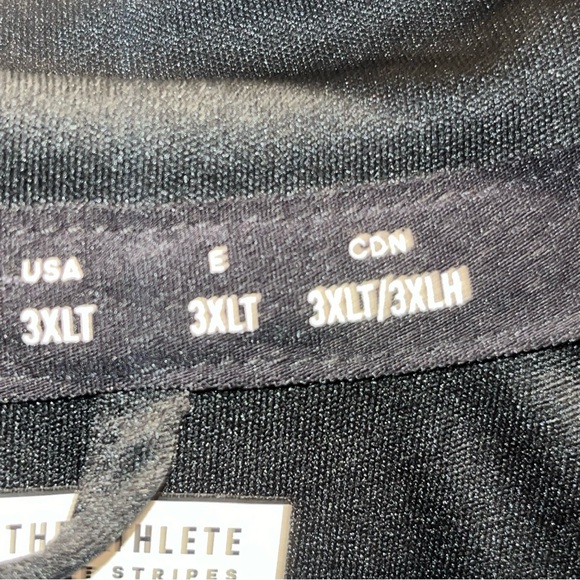 USA E CDN
3XLT 3XLT 3XLT/3XLH
THE ATHLETE
STRIPES